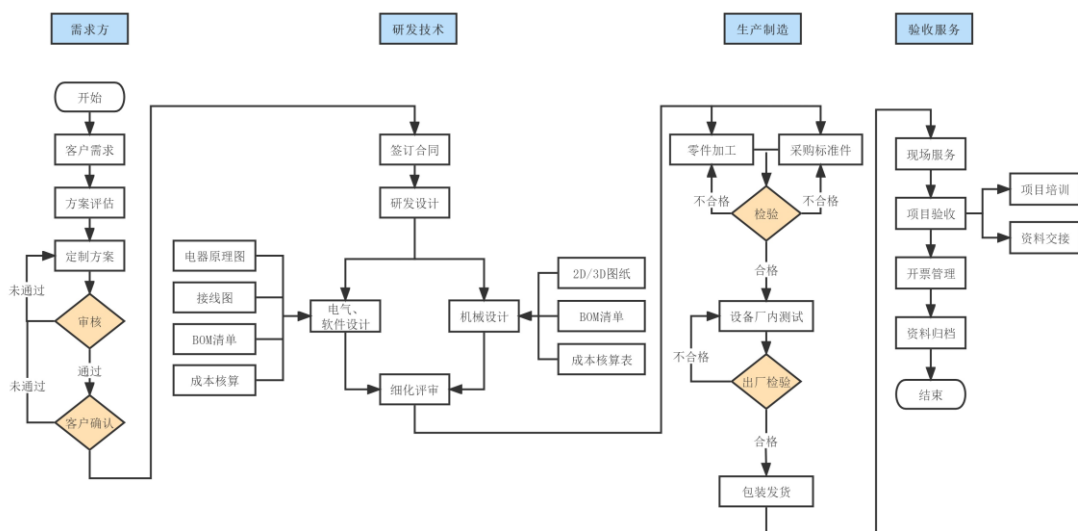 需求方
研发技术
生产制造
验收服务
开始
客户需求
方案评估
定制方案
未通过
审核
通过
未通过
客户确认
签订合同
研发设计
电器原理图
接线图
BOM清单
成本核算
电气、
软件设计
机械设计
2D/3D图纸
BOM清单
成本核算表
细化评审
零件加工
采购标准件
不合格
不合格
检验
合格
设备厂内测试
不合格
出厂检验
合格
包装发货
现场服务
项目验收
项目培训
资料交接
开票管理
资料归档
结束